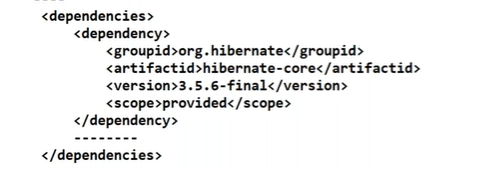 <dependencies>
<dependency>
<groupid>org.hibernate</groupid>
<artifactid>hibernate-core</artifactid>
<version>3.5.6-final</version>
<scope>provided</scope>
</dependency>
--------
</dependencies>